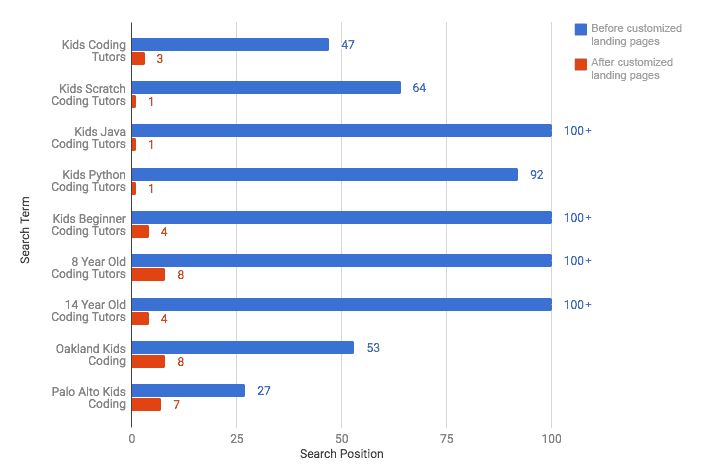 Before customized
landing pages
After customized
landing pages
Search Term
Kids Coding
Tutors
47
3
Kids Scratch
Coding Tutors
64
1
Kids Java
Coding Tutors
100+
1
Kids Python
Coding Tutors
92
1
Kids Beginner
Coding Tutors
100+
4
8 Year Old
Coding Tutors
100+
8
14 Year Old
Coding Tutors
100+
4
Oakland Kids
Coding
53
8
Palo Alto Kids
Coding
27
7
0 25 50 75 100
Search Position